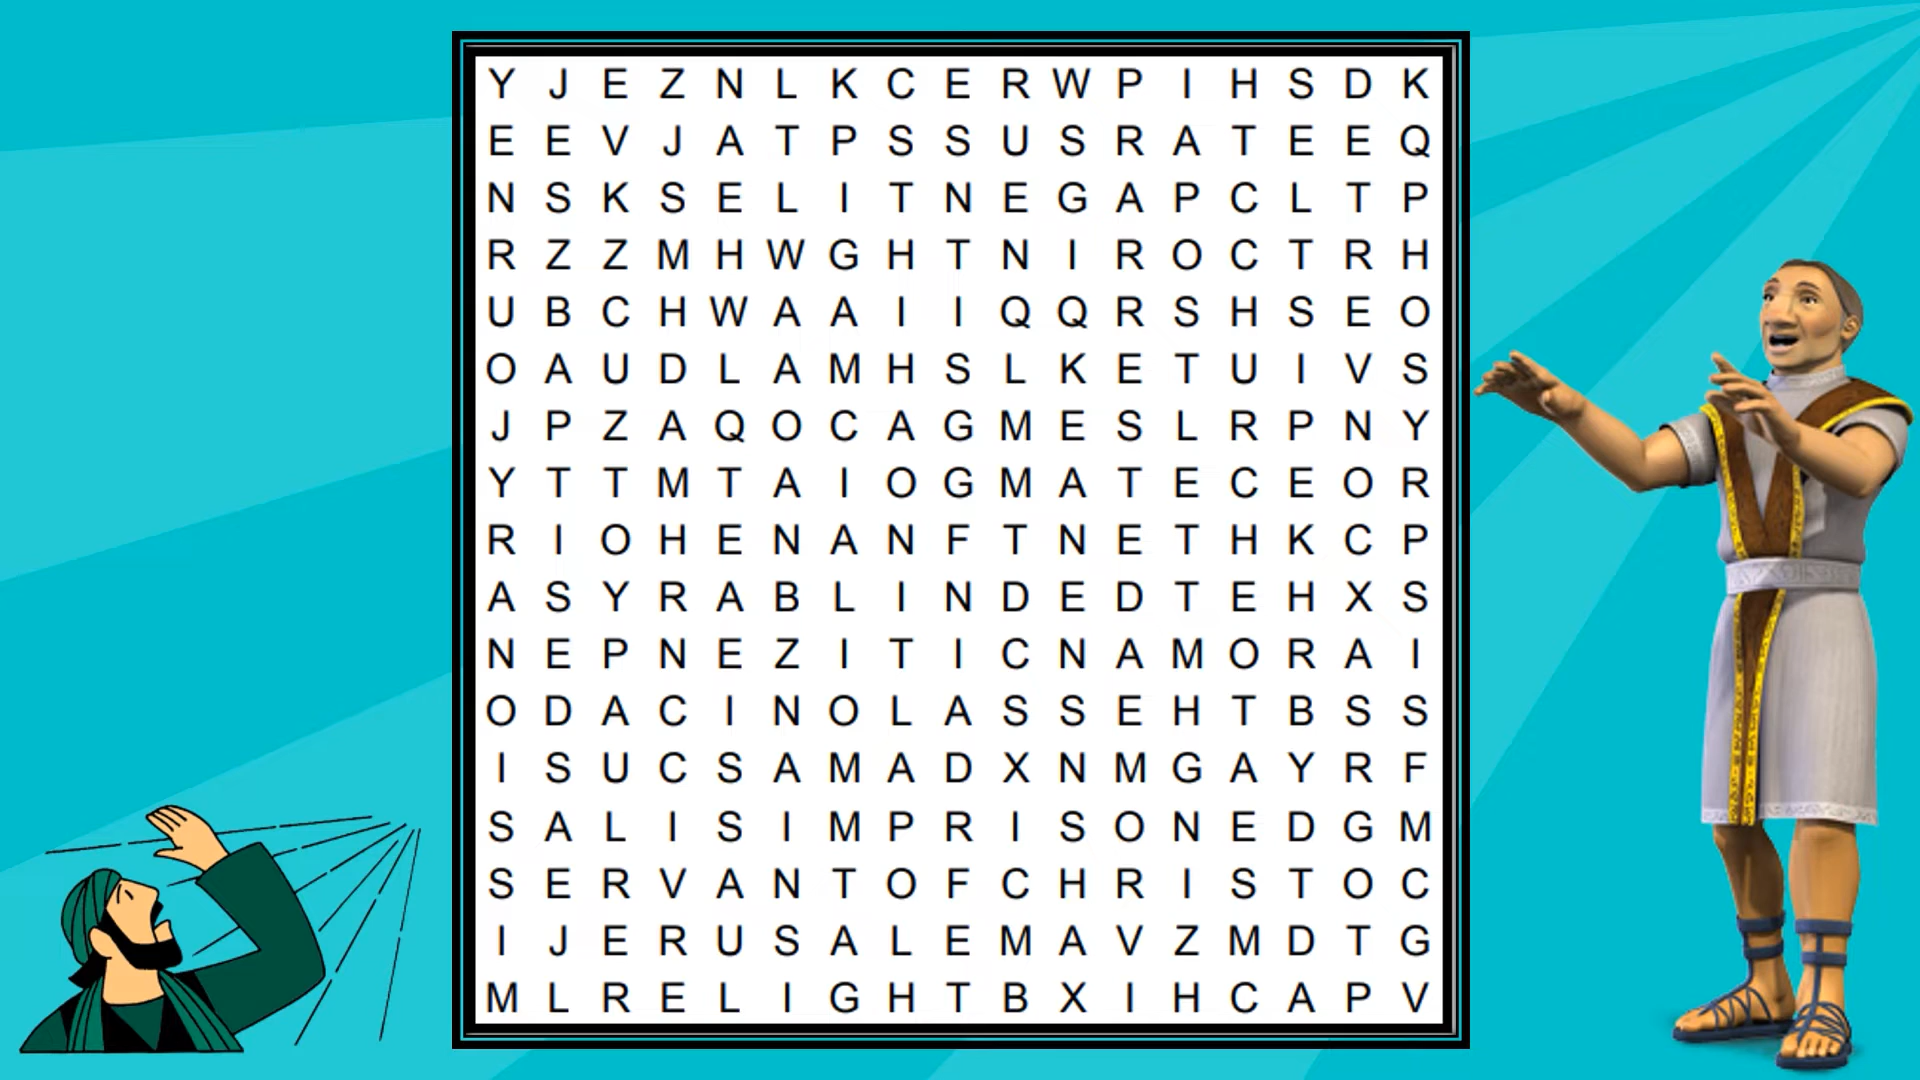 Y J E Z N L K C E R W P I H S D K
E E V J A T P S S U S R A T E E Q
N S K S E L I T N E G A P C L T P
R Z Z M H W G H T N I R O C T R H
U B C H W A A I I Q Q R S H S E O
O A U D L A M H S L K E T U I V S
J P Z A Q O C A G M E S L R P N Y
Y T T M T A I O G M A T E C E O R
R I O H E N A N F T N E T H K C P
A S Y R A B L I N D E D T E H X S
N E P N E Z I T I C N A M O R A I
O D A C I N O L A S S E H T B S S
I S U C S A M A D X N M G A Y R F
S A L I S I M P R I S O N E D G M
S E R V A N T O F C H R I S T O C
I J E R U S A L E M A V Z M D T G
M L R E L I G H T B X I H C A P V